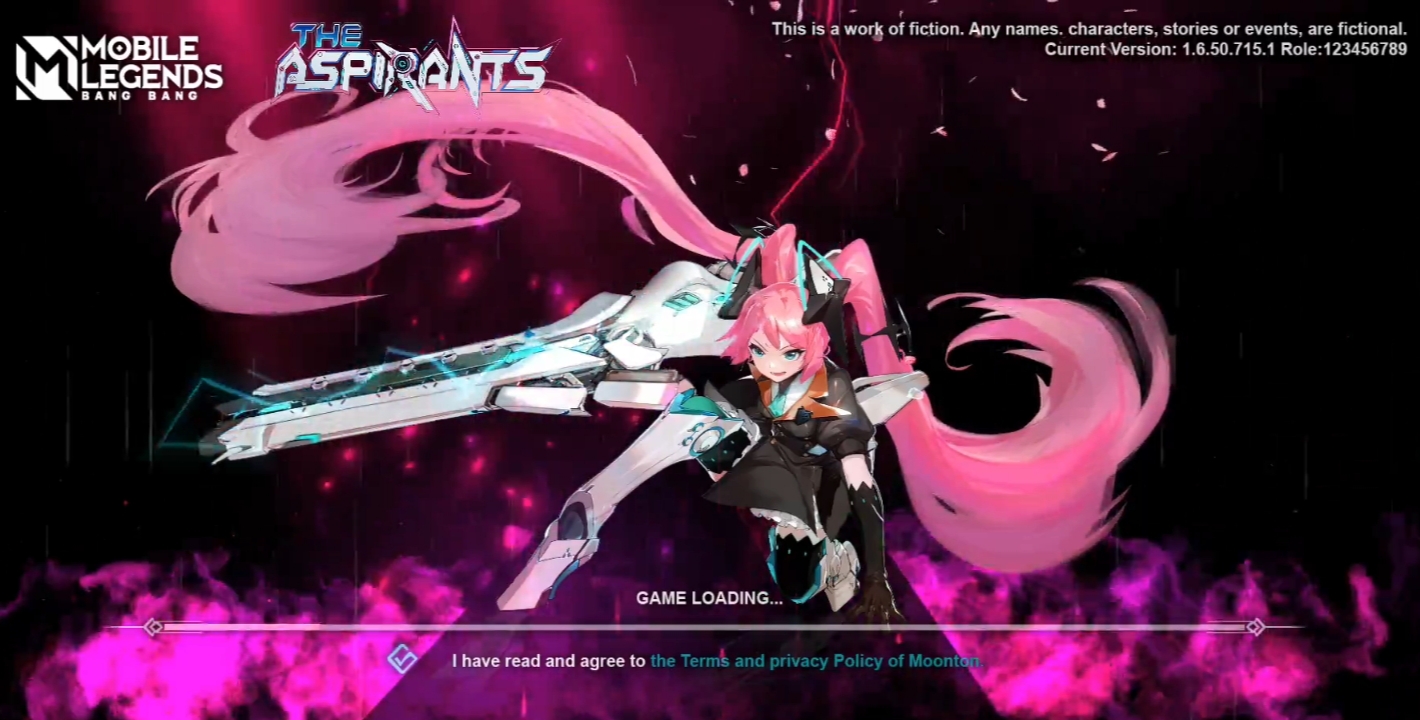 MOBILE
LEGENDS
BANG BANG
THE
ASPIRANTS
This is a work of fiction. Any names. characters, stories or events, are fictional.
Current Version: 1.6.50.715.1 Role:123456789
GAME LOADING...
I have read and agree to the Terms and privacy Policy of Moonton.